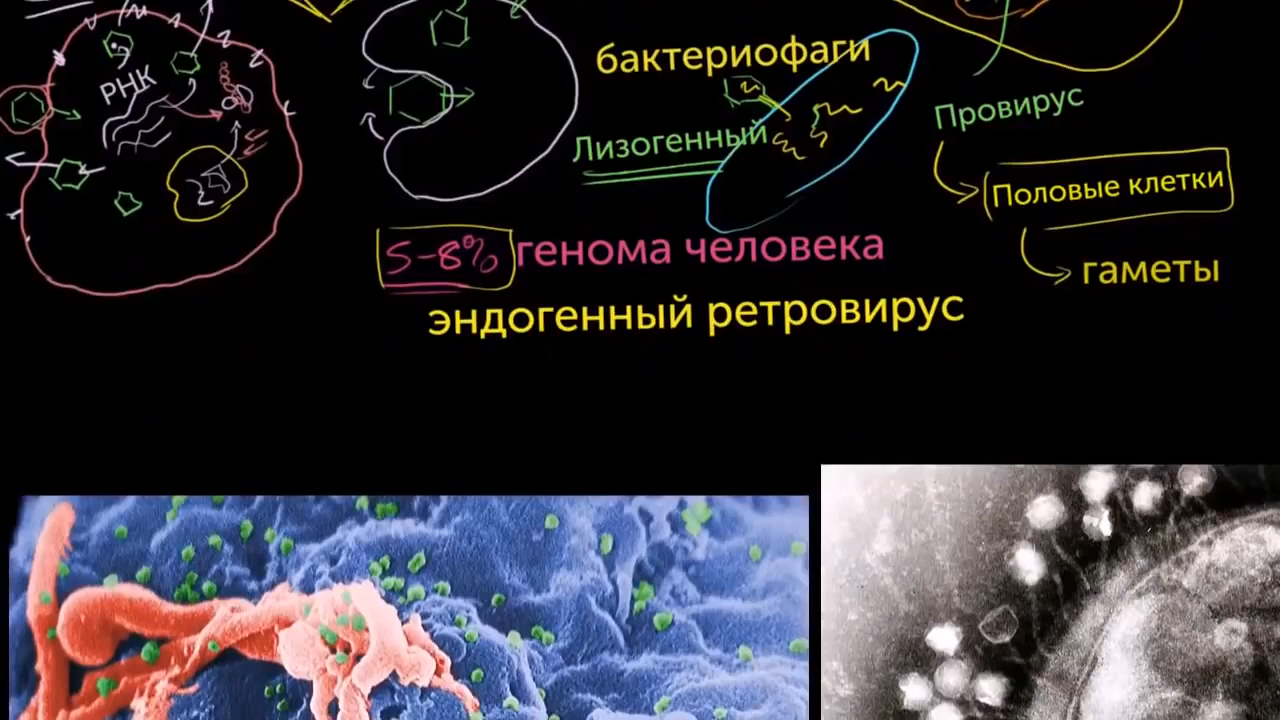 бактериофаги
РНК
Провирус
Лизогенный
Половые клетки
5-8% генома человека
гаметы
эндогенный ретровирус